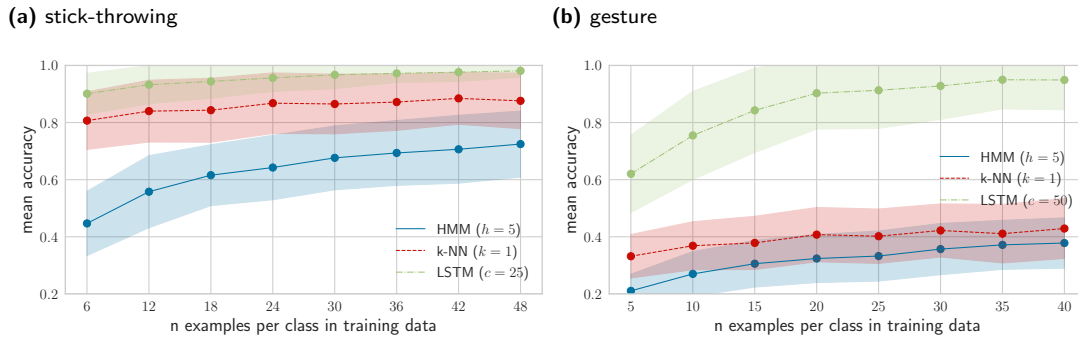 (a) stick-throwing
1.0
0.8
0.6
0.4
0.2
mean accuracy
HMM (h = 5)
k-NN (k = 1)
LSTM (c = 25)
6 12 18 24 30 36 42 48
n examples per class in training data
(b) gesture
1.0
0.8
0.6
0.4
0.2
mean accuracy
HMM (h = 5)
k-NN (k = 1)
LSTM (c = 50)
5 10 15 20 25 30 35 40
n examples per class in training data